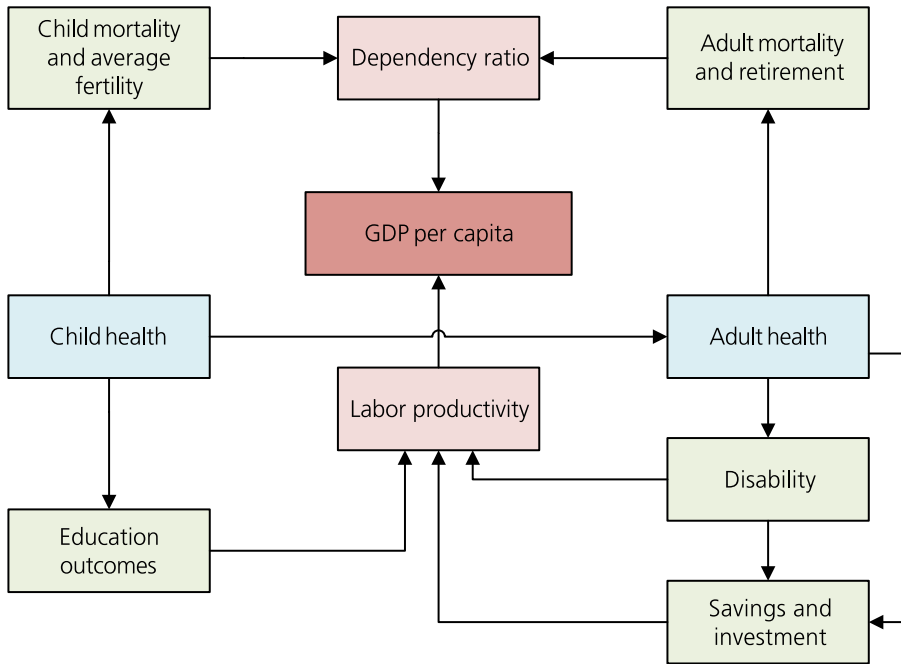 Child mortality
and average
fertility
Dependency ratio
Adult mortality
and retirement
GDP per capita
Child health
Adult health
Labor productivity
Disability
Education
outcomes
Savings and
investment